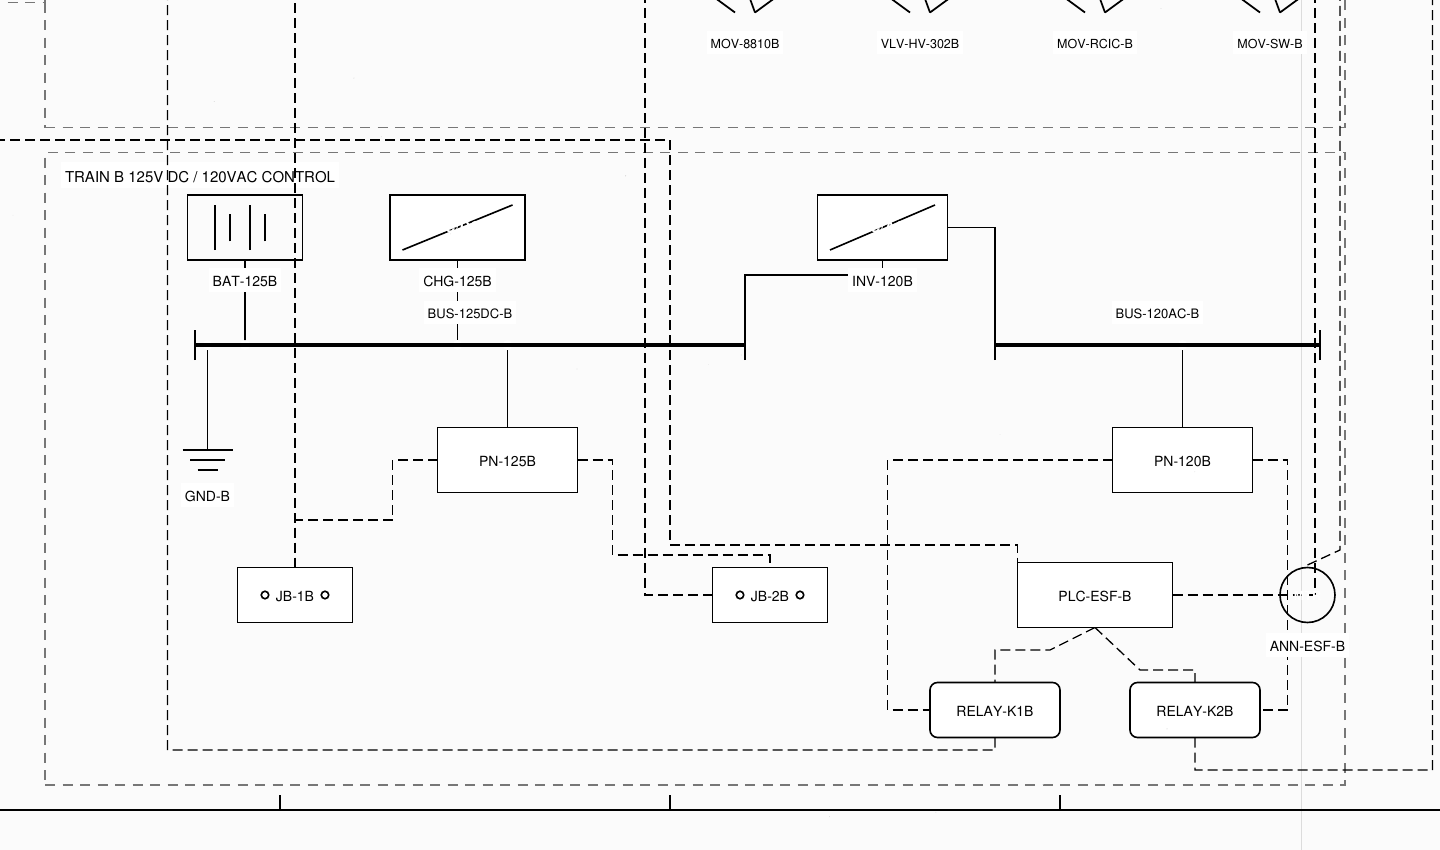 MOV-8810B
VLV-HV-302B
MOV-RCIC-B
MOV-SW-B
TRAIN B 125V DC / 120VAC CONTROL
BAT-125B
CHG-125B
INV-120B
BUS-125DC-B
BUS-120AC-B
PN-125B
PN-120B
GND-B
JB-1B
JB-2B
PLC-ESF-B
ANN-ESF-B
RELAY-K1B
RELAY-K2B